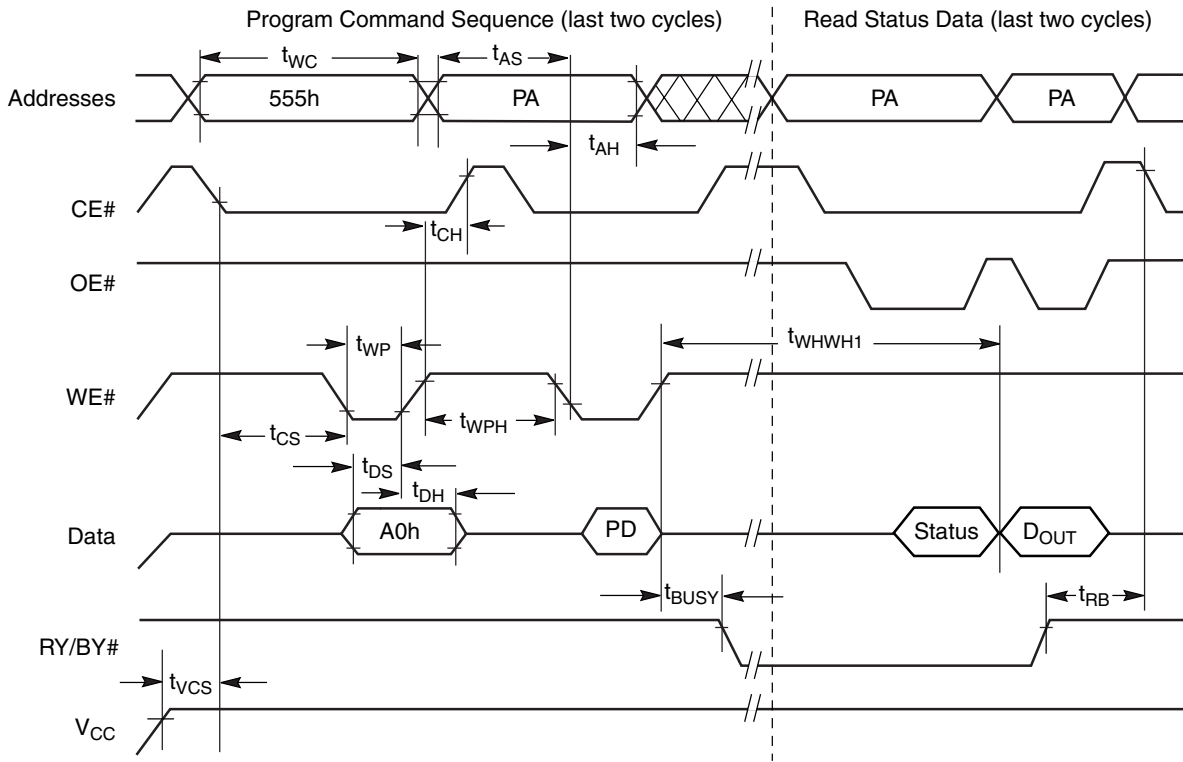 Program Command Sequence (last two cycles) Read Status Data (last two cycles)
tWC tAS
Addresses 555h PA PA PA
tAH
CE#
tCH
OE#
tWP tWHWH1
WE#
tCS tWPH
tDS
tDH
Data A0h PD Status DOUT
tBUSY tRB
RY/BY#
tVCS
VCC